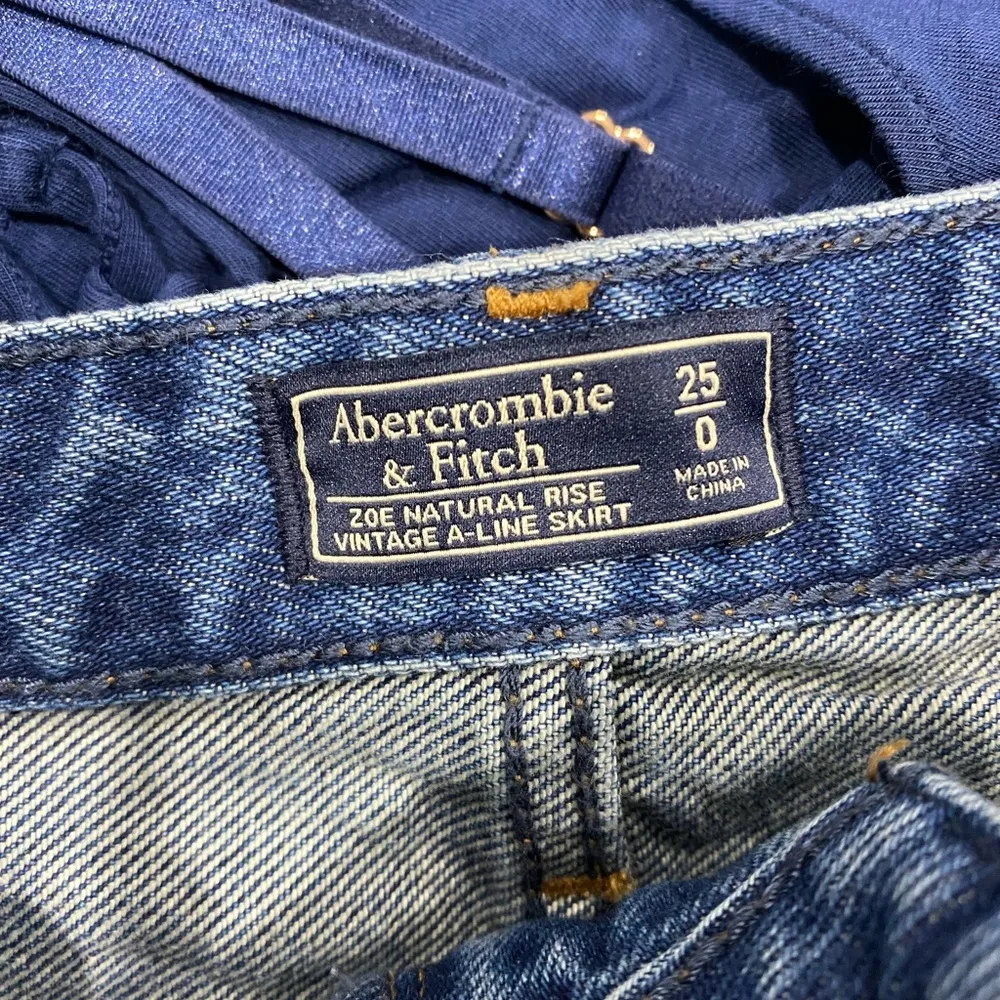 Abercrombie
& Fitch
ZOE NATURAL RISE
VINTAGE A-LINE SKIRT
25
0
MADE IN
CHINA